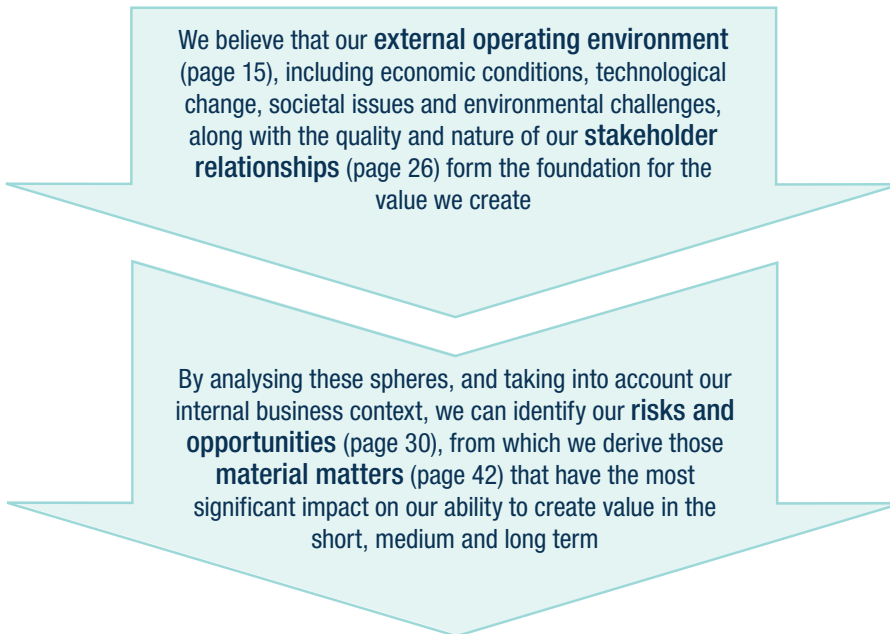 We believe that our external operating environment
(page 15), including economic conditions, technological
change, societal issues and environmental challenges,
along with the quality and nature of our stakeholder
relationships (page 26) form the foundation for the
value we create
By analysing these spheres, and taking into account our
internal business context, we can identify our risks and
opportunities (page 30), from which we derive those
material matters (page 42) that have the most
significant impact on our ability to create value in the
short, medium and long term